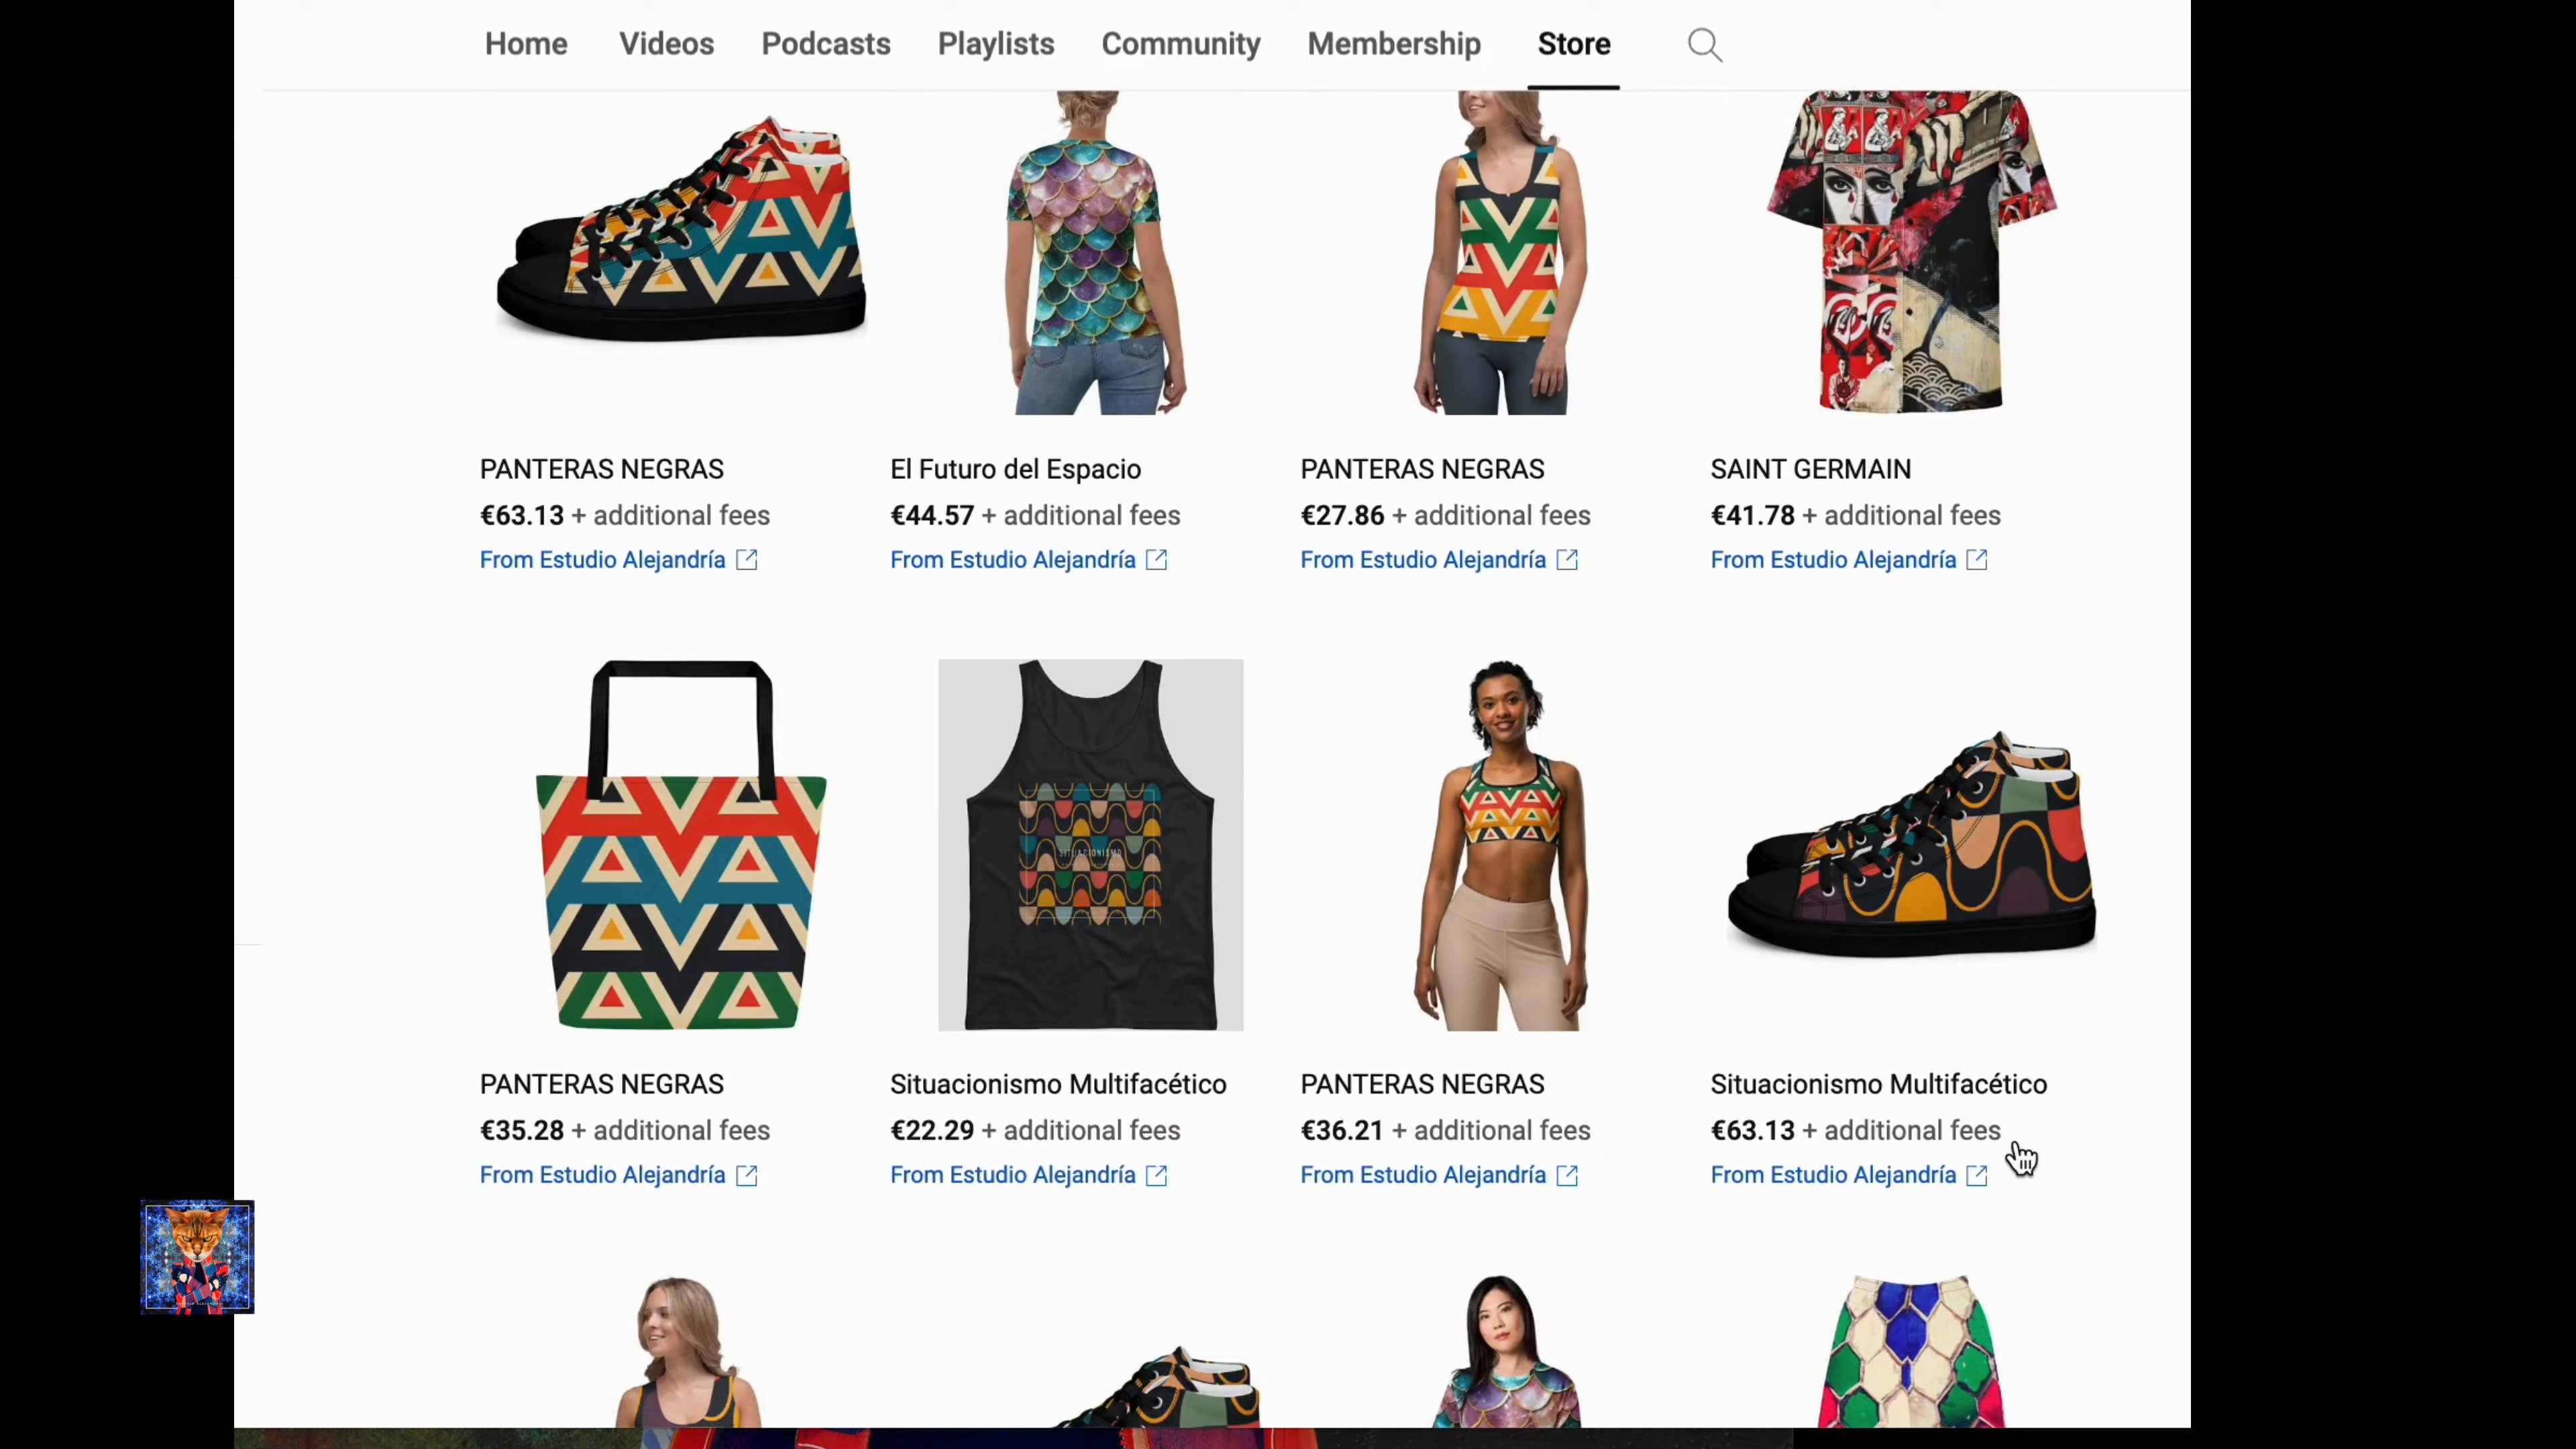 Home Videos Podcasts Playlists Community Membership Store
PANTERAS NEGRAS
€63.13 + additional fees
From Estudio Alejandría
El Futuro del Espacio
€44.57 + additional fees
From Estudio Alejandría
PANTERAS NEGRAS
€27.86 + additional fees
From Estudio Alejandría
SAINT GERMAIN
€41.78 + additional fees
From Estudio Alejandría
SITUACIONISMO
PANTERAS NEGRAS
€35.28 + additional fees
From Estudio Alejandría
Situacionismo Multifacético
€22.29 + additional fees
From Estudio Alejandría
PANTERAS NEGRAS
€36.21 + additional fees
From Estudio Alejandría
Situacionismo Multifacético
€63.13 + additional fees
From Estudio Alejandría